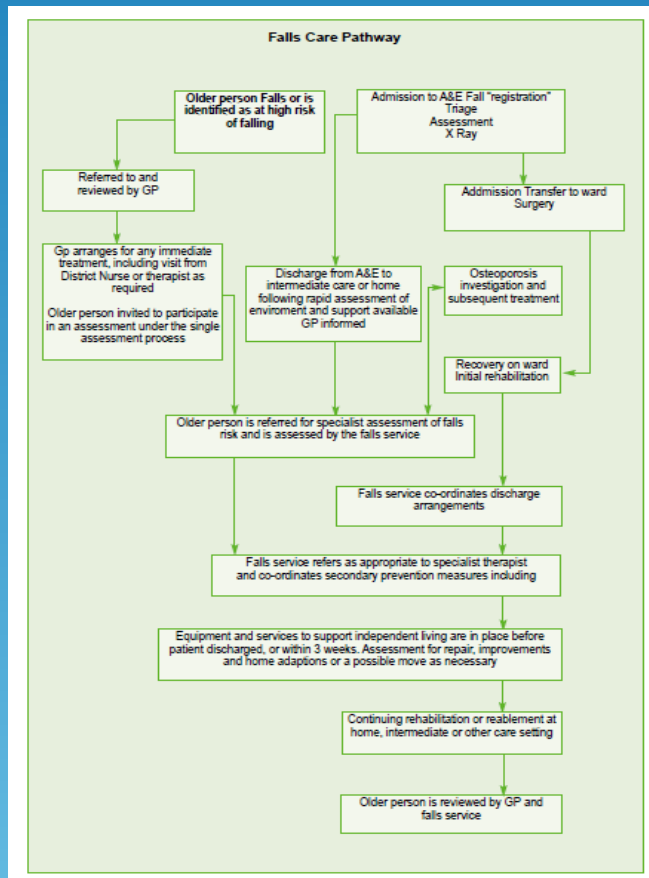 Falls Care Pathway
Older person Falls or is
identified as at high risk
of falling
Admission to A&E Fall "registration"
Triage
Assessment
X Ray
Referred to and
reviewed by GP
Addmission Transfer to ward
Surgery
Gp arranges for any immediate
treatment, including visit from
District Nurse or therapist as
required
Older person invited to participate
in an assessment under the single
assessment process
Discharge from A&E to
intermediate care or home
following rapid assessment of
enviroment and support available
GP informed
Osteoporosis
investigation and
subsequent treatment
Recovery on ward
Initial rehabilitation
Older person is referred for specialist assessment of falls
risk and is assessed by the falls service
Falls service co-ordinates discharge
arrangements
Falls service refers as appropriate to specialist therapist
and co-ordinates secondary prevention measures including
Equipment and services to support independent living are in place before
patient discharged, or within 3 weeks. Assessment for repair, improvements
and home adaptions or a possible move as necessary
Continuing rehabilitation or reablement at
home, intermediate or other care setting
Older person is reviewed by GP and
falls service